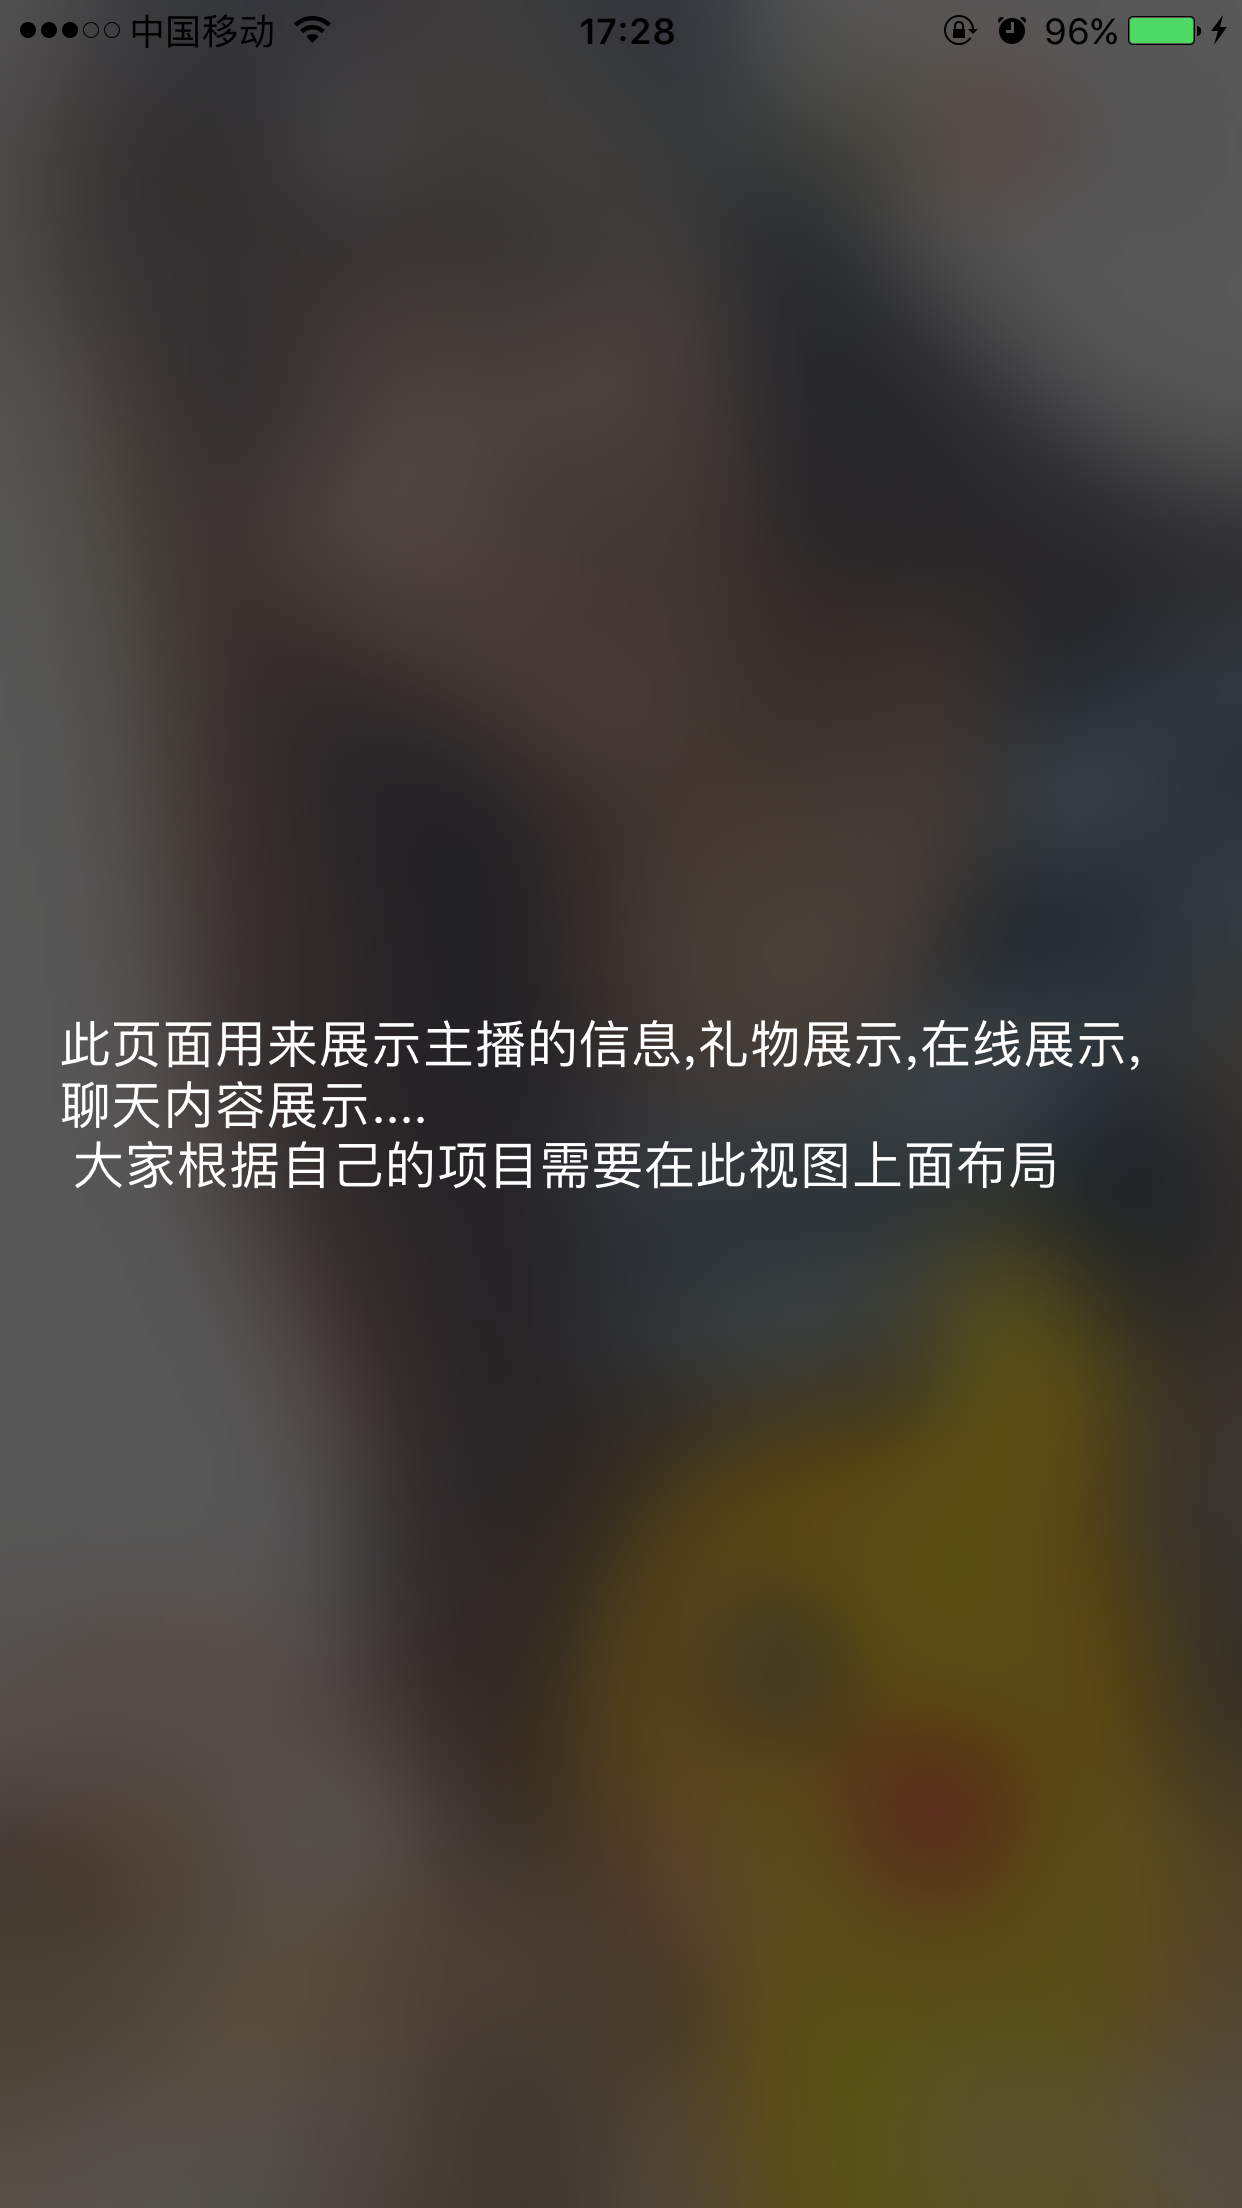 中国移动 17:28 96%
此页面用来展示主播的信息,礼物展示,在线展示,
聊天内容展示....
大家根据自己的项目需要在此视图上面布局